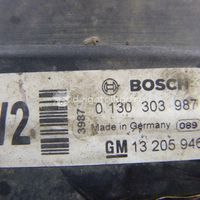 BOSCH
V2
3987
0 130 303 987
Made in Germany 089
GM 13 205 946